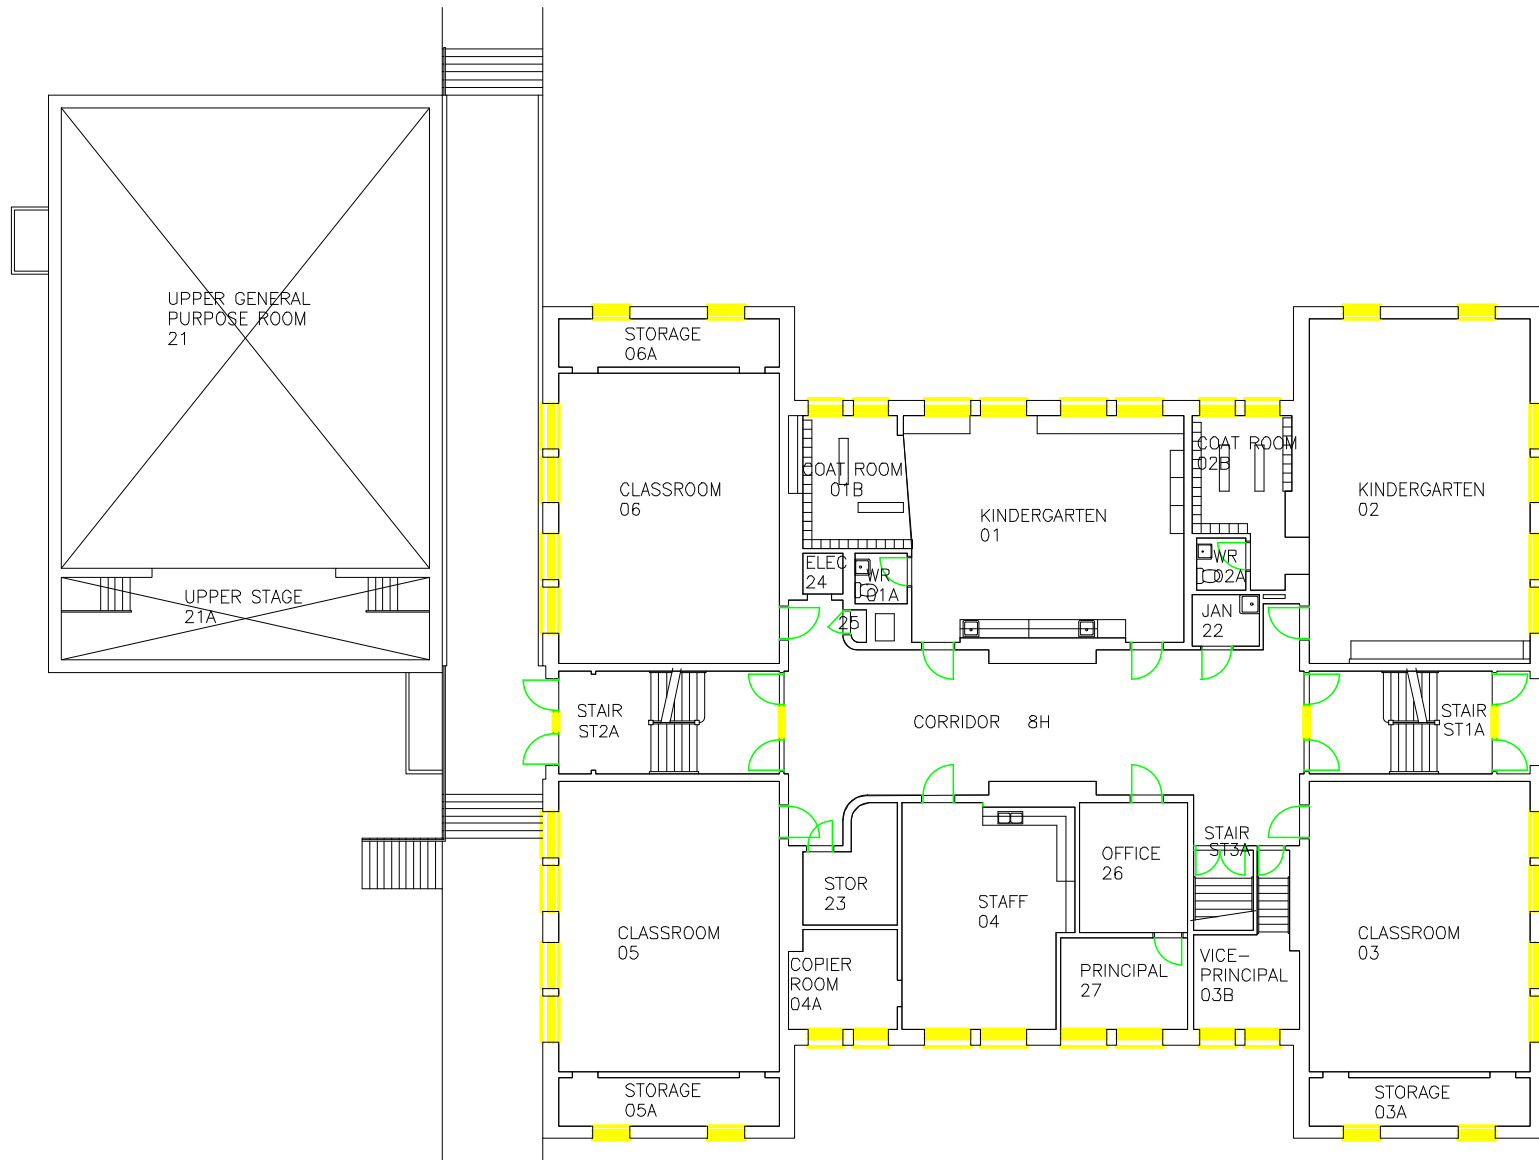 UPPER GENERAL
PURPOSE ROOM
21
UPPER STAGE
21A
STORAGE
06A
CLASSROOM
06
COAT ROOM
01B
KINDERGARTEN
01
COAT ROOM
02B
KINDERGARTEN
02
ELEC
24
WR
01A
25
WR
02A
JAN
22
STAIR
ST2A
CORRIDOR 8H
STAIR
ST1A
STAIR
ST3A
CLASSROOM
05
STOR
23
COPIER
ROOM
04A
STAFF
04
OFFICE
26
PRINCIPAL
27
VICE-
PRINCIPAL
03B
CLASSROOM
03
STORAGE
05A
STORAGE
03A